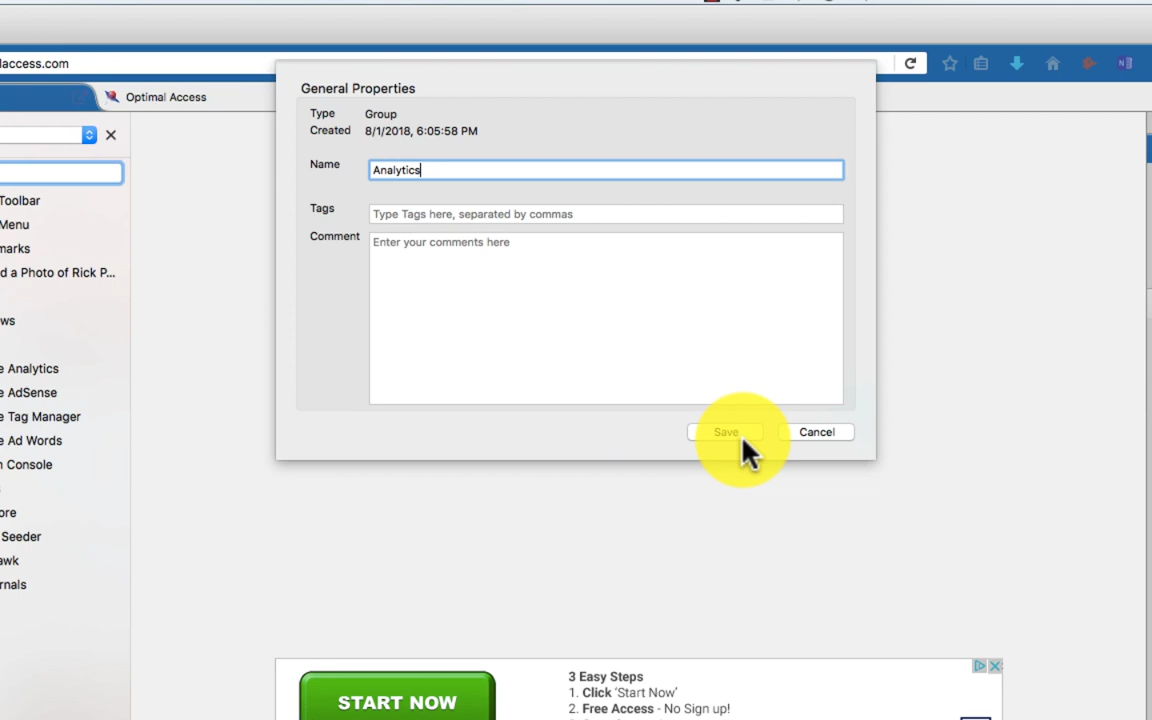 laccess.com
Optimal Access
General Properties
Type Group
Created 8/1/2018, 6:05:58 PM
Name Analytics
Tags Type Tags here, separated by commas
Comment Enter your comments here
Save Cancel
Toolbar
Menu
marks
d a Photo of Rick P...
ws
e Analytics
e AdSense
e Tag Manager
e Ad Words
n Console
s
ore
Seeder
awk
rnals
START NOW
3 Easy Steps
1. Click 'Start Now'
2. Free Access - No Sign up!